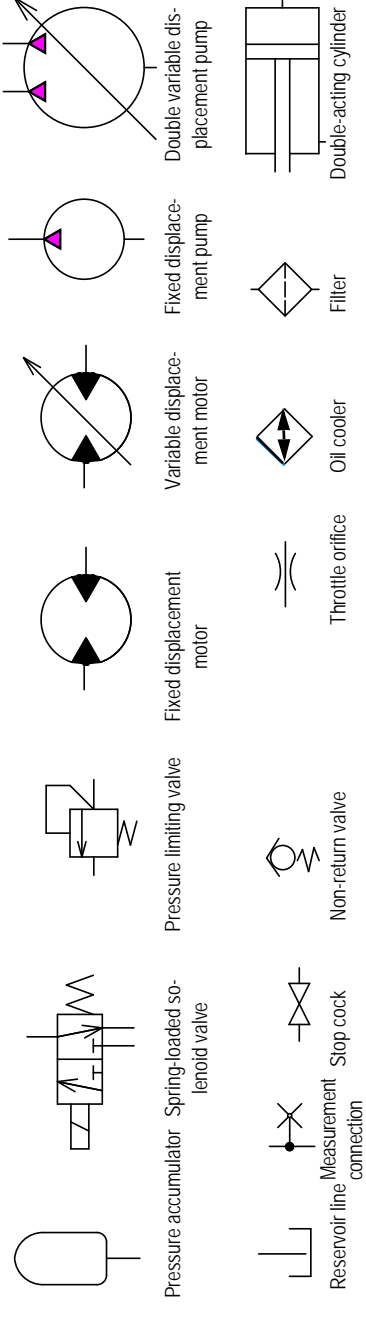 Pressure accumulator
Spring-loaded so-
lenoid valve
Pressure limiting valve
Fixed displacement
motor
Variable displace-
ment motor
Fixed displace-
ment pump
Double variable dis-
placement pump
Reservoir line
Measurement
connection
Stop cock
Non-return valve
Throttle orifice
Oil cooler
Filter
Double-acting cylinder